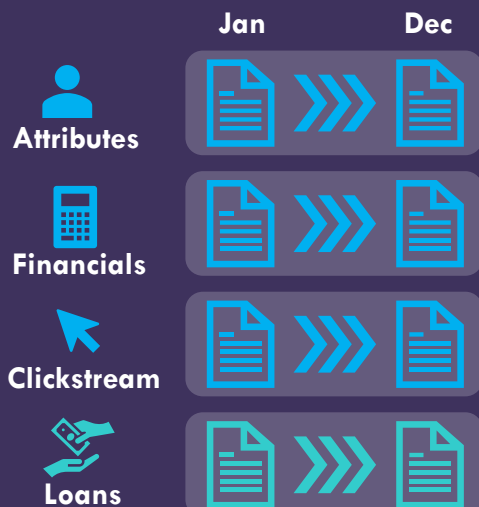 Jan Dec
Attributes
Financials
Clickstream
Loans